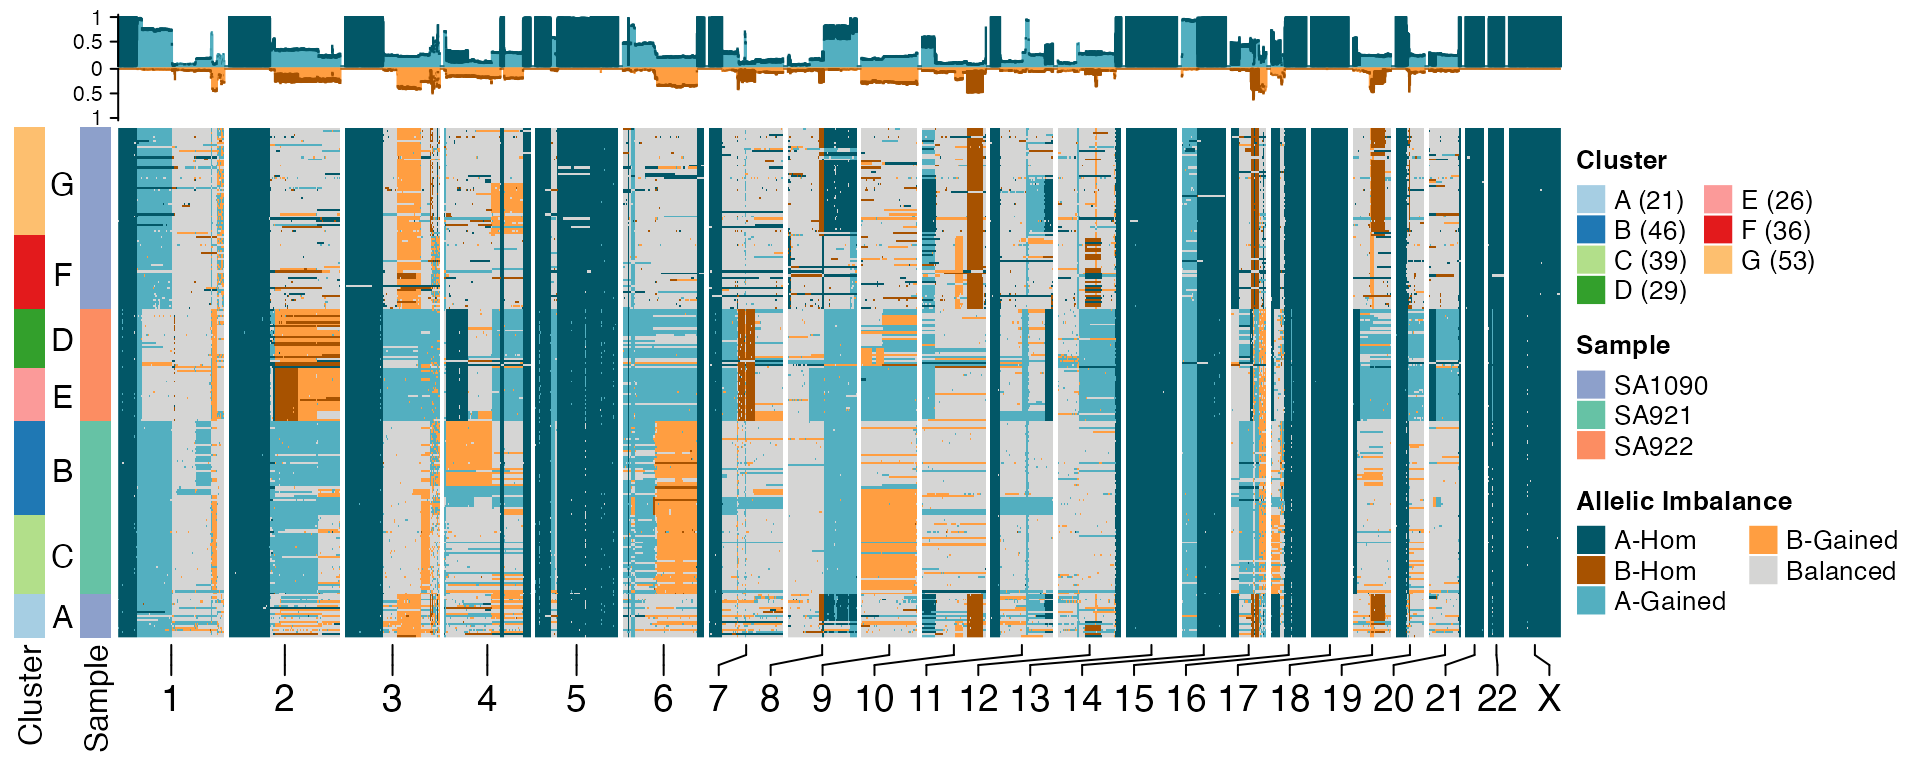 1
0.5
0
0.5
1
G
F
D
E
B
C
A
Cluster
Sample
1 2 3 4 5 6 7 8 9 10 11 12 13 14 15 16 17 18 19 20 21 22 X
Cluster
A (21) E (26)
B (46) F (36)
C (39) G (53)
D (29)
Sample
SA1090
SA921
SA922
Allelic Imbalance
A-Hom B-Gained
B-Hom Balanced
A-Gained